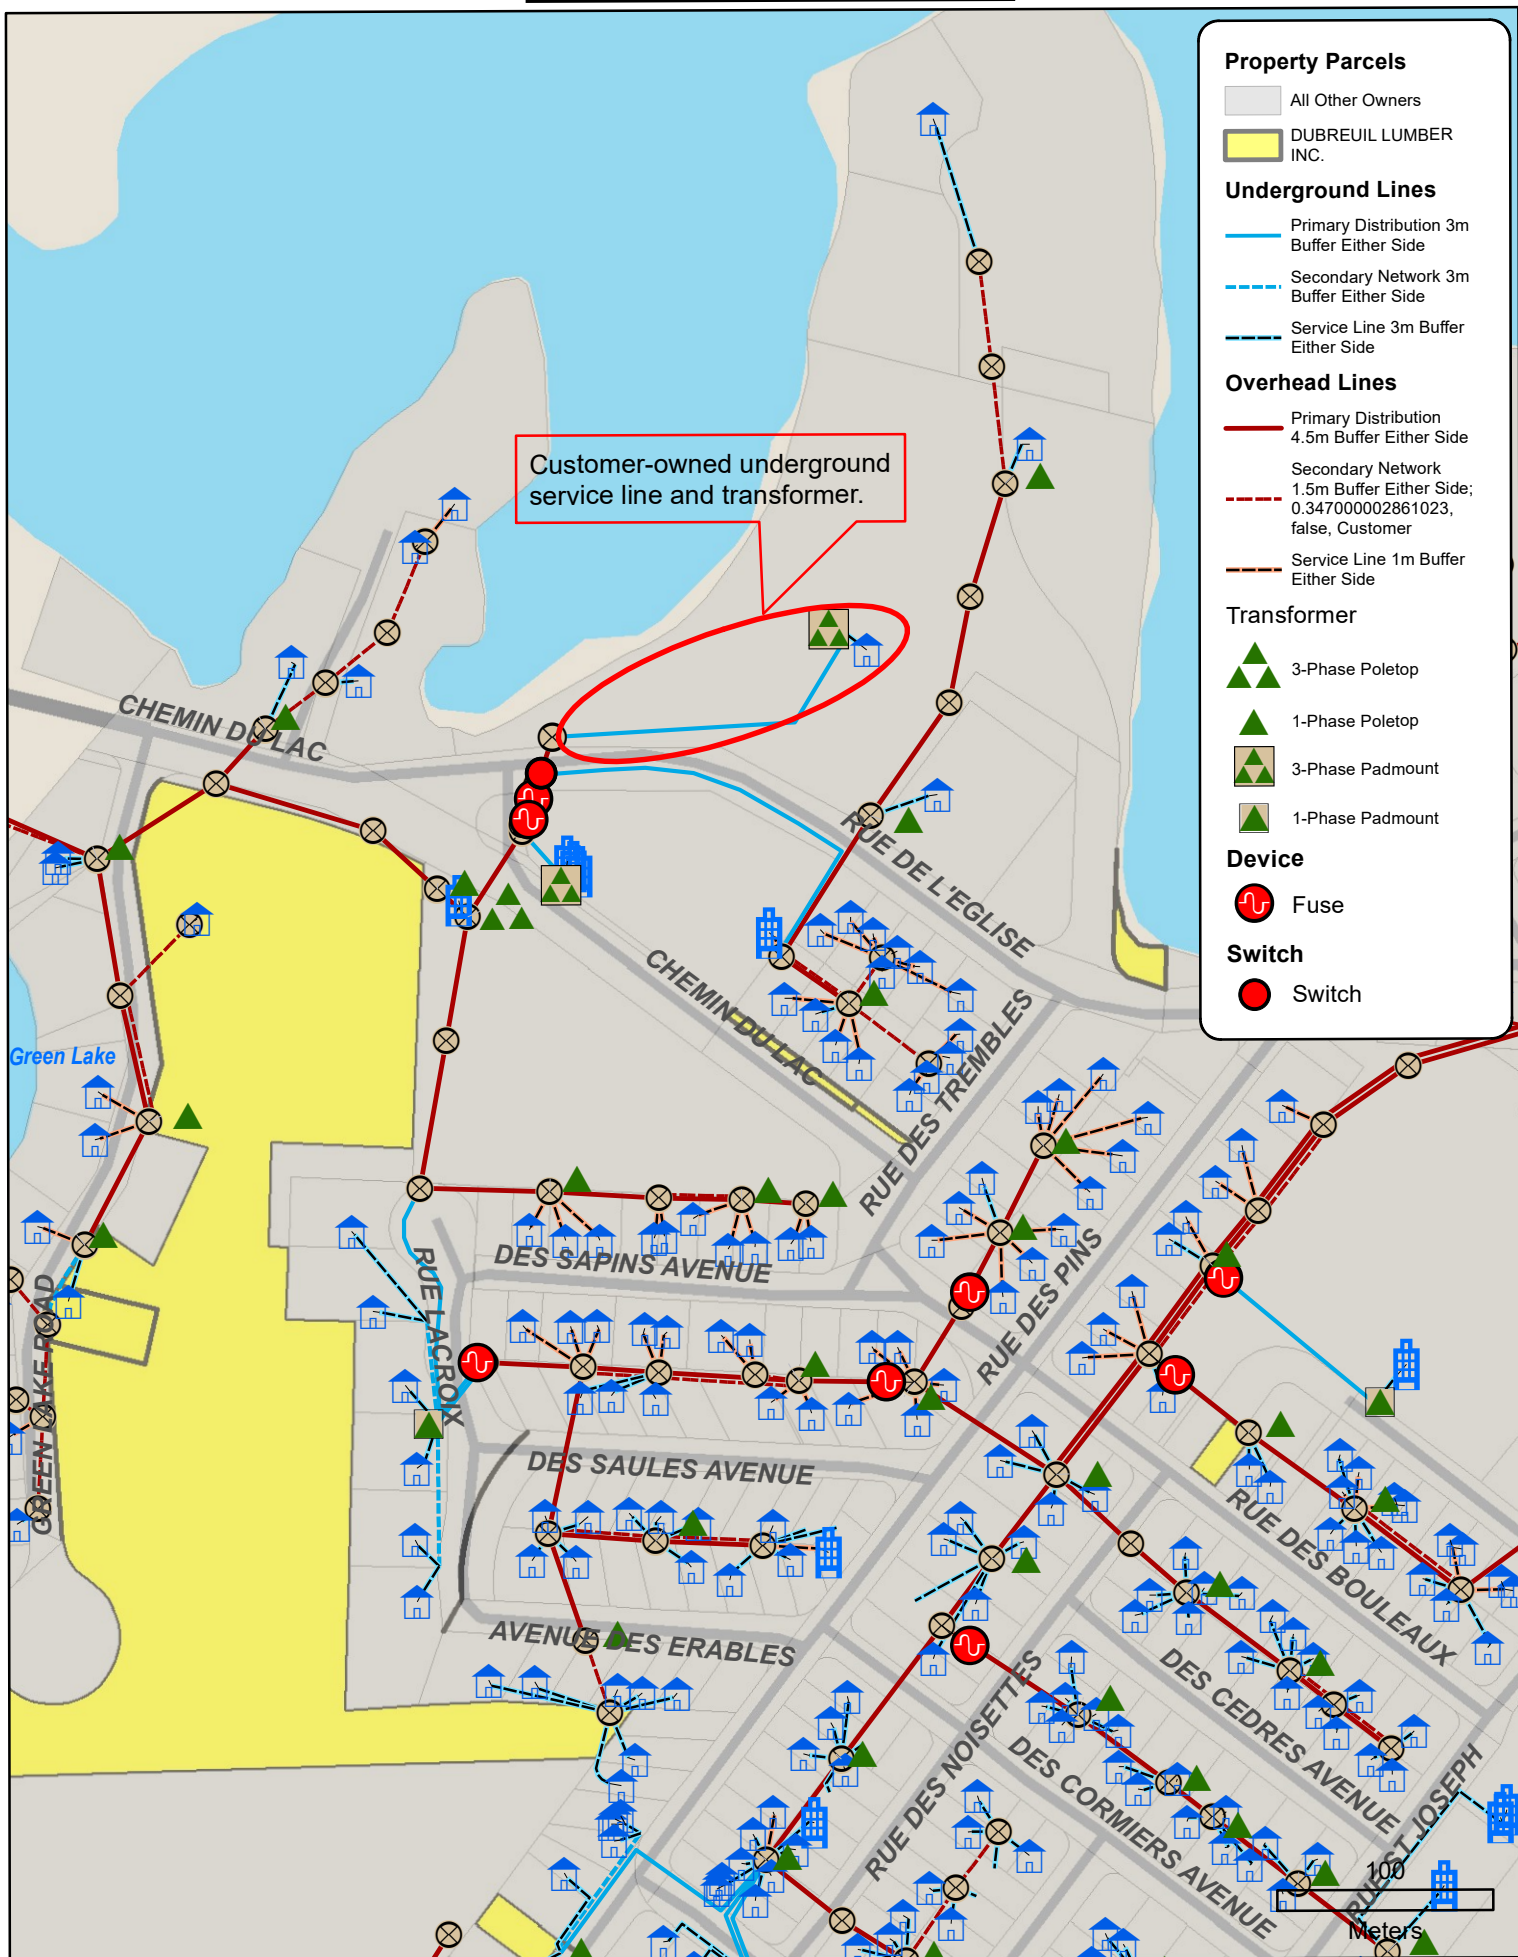 Property Parcels
All Other Owners
DUBREUIL LUMBER
INC.
Underground Lines
Primary Distribution 3m
Buffer Either Side
Secondary Network 3m
Buffer Either Side
Service Line 3m Buffer
Either Side
Overhead Lines
Primary Distribution
4.5m Buffer Either Side
Secondary Network
1.5m Buffer Either Side;
0.347000002861023,
false, Customer
Service Line 1m Buffer
Either Side
Transformer
3-Phase Poletop
1-Phase Poletop
3-Phase Padmount
1-Phase Padmount
Device
Fuse
Switch
Switch
Customer-owned underground
service line and transformer.
CHEMIN DU LAC
RUE DE L'EGLISE
CHEMIN DU LAC
Green Lake
RUE DES TREMBLES
DES SAPINS AVENUE
RUE LACROIX
RUE DES PINS
GREEN LAKE ROAD
DES SAULES AVENUE
RUE DES BOULEAUX
AVENUE DES ERABLES
DES CEDRES AVENUE
RUE DES NOISETTES
DES CORMIERS AVENUE
RUE ST JOSEPH
100
Meters